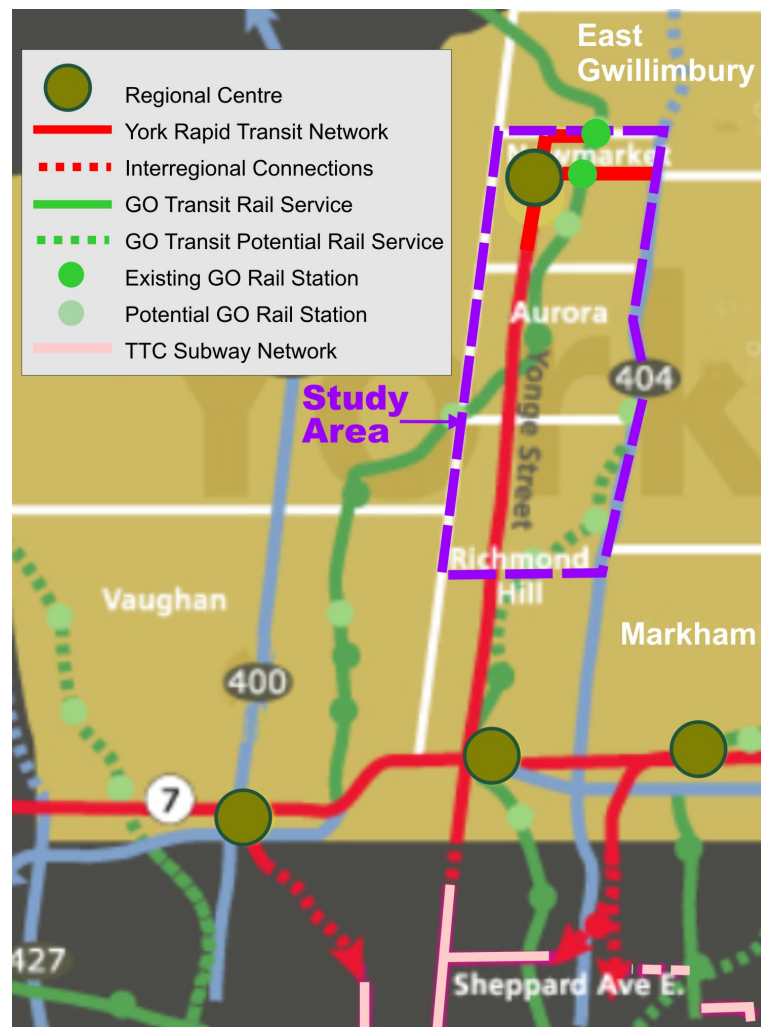 East
Gwillimbury
Regional Centre
York Rapid Transit Network
Interregional Connections
GO Transit Rail Service
GO Transit Potential Rail Service
Existing GO Rail Station
Potential GO Rail Station
TTC Subway Network
Newmarket
Aurora
404
Study
Area
Yonge Street
York
Richmond
Hill
Vaughan
Markham
400
7
427
Sheppard Ave E.